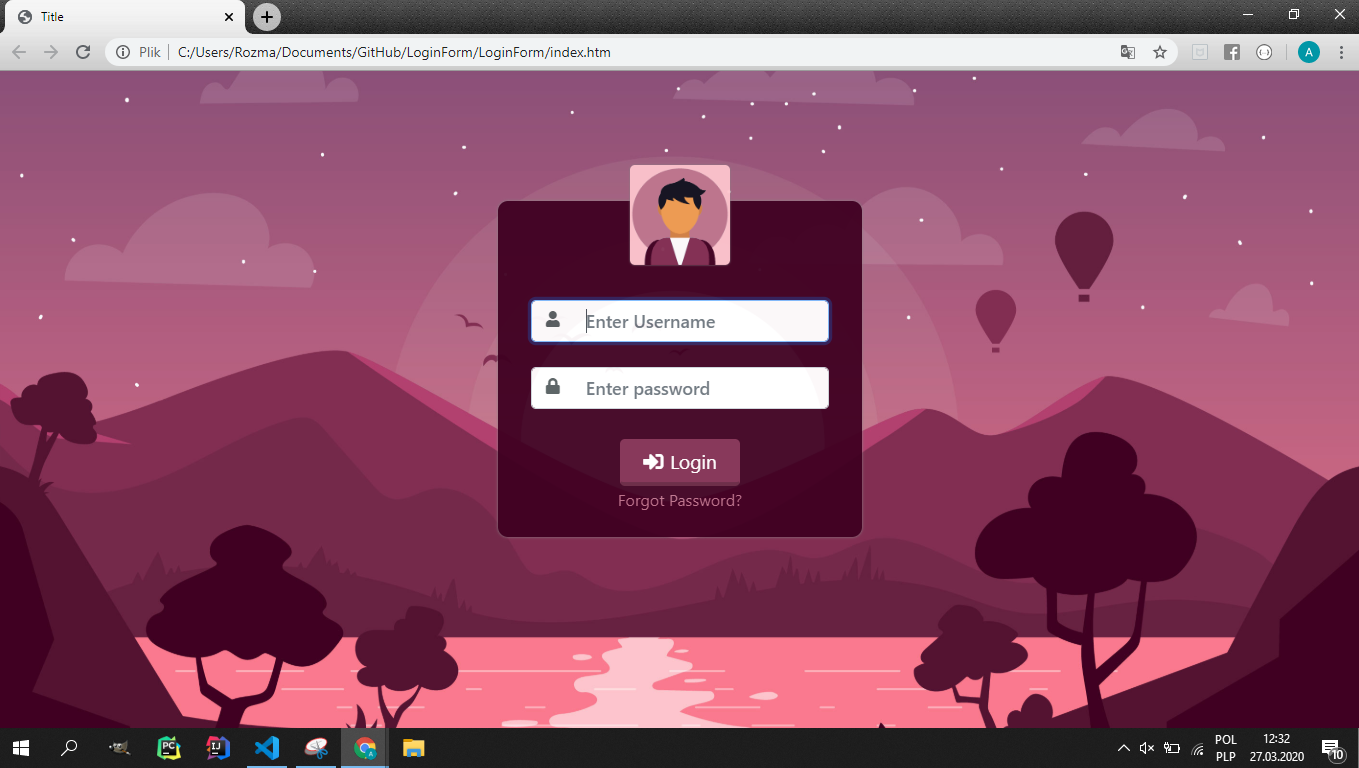 Title
Plik
C:/Users/Rozma/Documents/GitHub/LoginForm/LoginForm/index.htm
A
Enter Username
Enter password
Login
Forgot Password?
PC
IJ
A
POL
PLP
12:32
27.03.2020
10